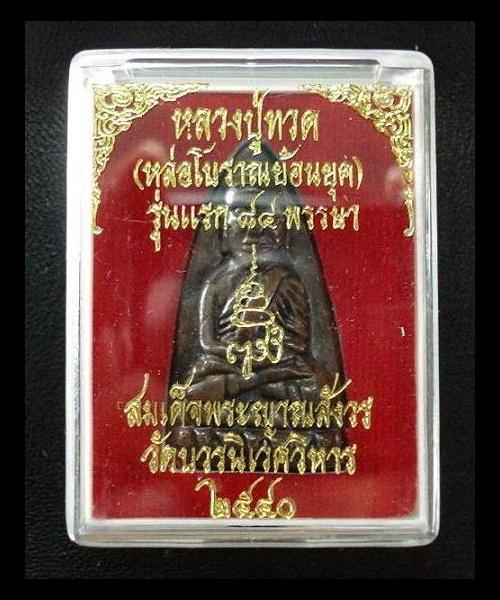 หลวงปู่ทวด
(หล่อโบราณย้อนยุค)
รุ่นแรก ๘๔ พรรษา
สมเด็จพระญาณสังวร
วัดบวรนิเวศวิหาร
๒๕๔๐